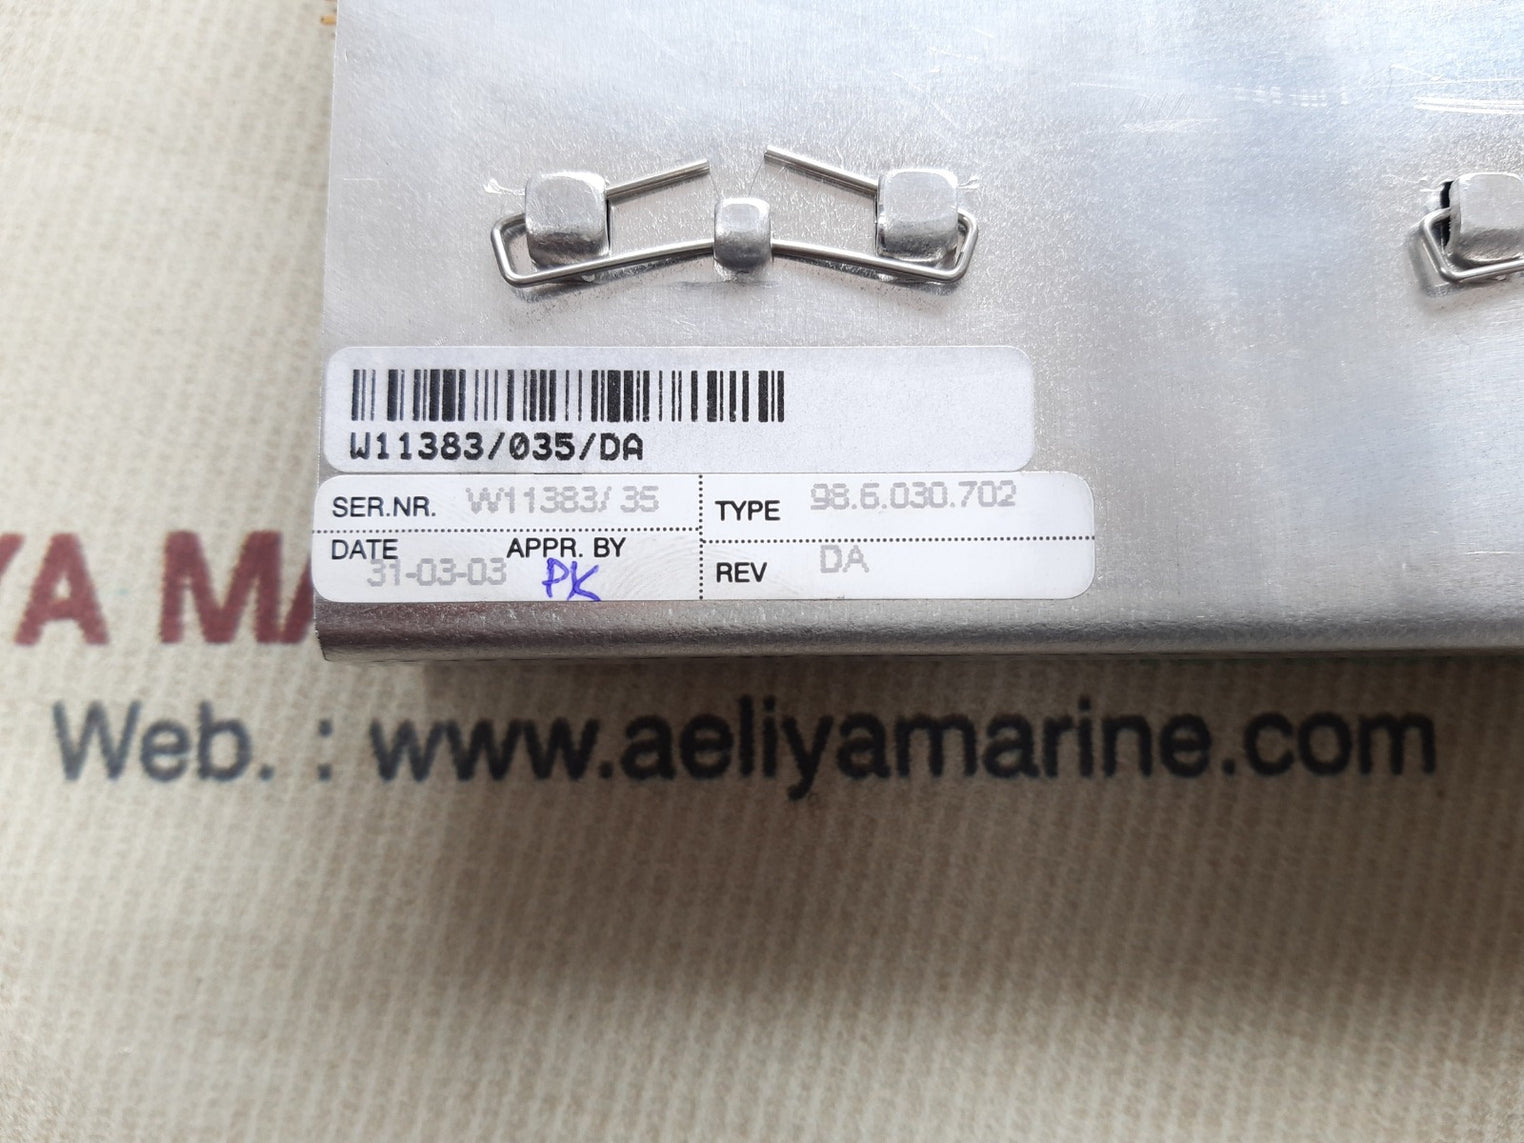 W11383/035/DA
SER.NR. W11383/ 35 TYPE 98.6.030.702
DATE 31-03-03 APPR. BY PK REV DA
YA MA
Web. : www.aeliyamarine.com